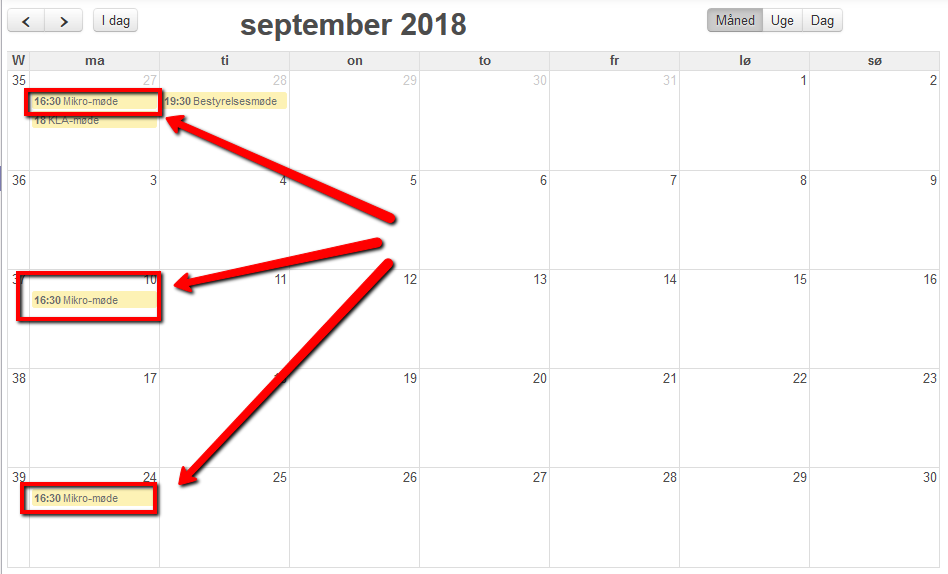 < > I dag september 2018 Måned Uge Dag
W ma ti on to fr lø sø
35 27 28 29 30 31 1 2
16:30 Mikro-møde 19:30 Bestyrelsesmøde
18 KLA-møde
36 3 4 5 6 7 8 9
37 10 11 12 13 14 15 16
16:30 Mikro-møde
38 17 19 20 21 22 23
39 24 25 26 27 28 29 30
16:30 Mikro-møde